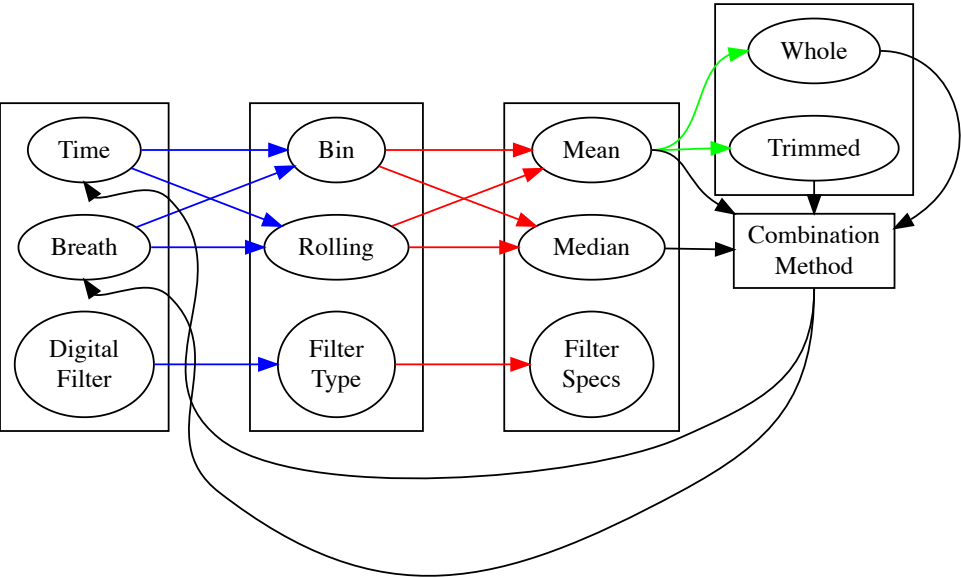 Whole
Time
Bin
Mean
Trimmed
Breath
Rolling
Median
Combination
Method
Digital
Filter
Filter
Type
Filter
Specs